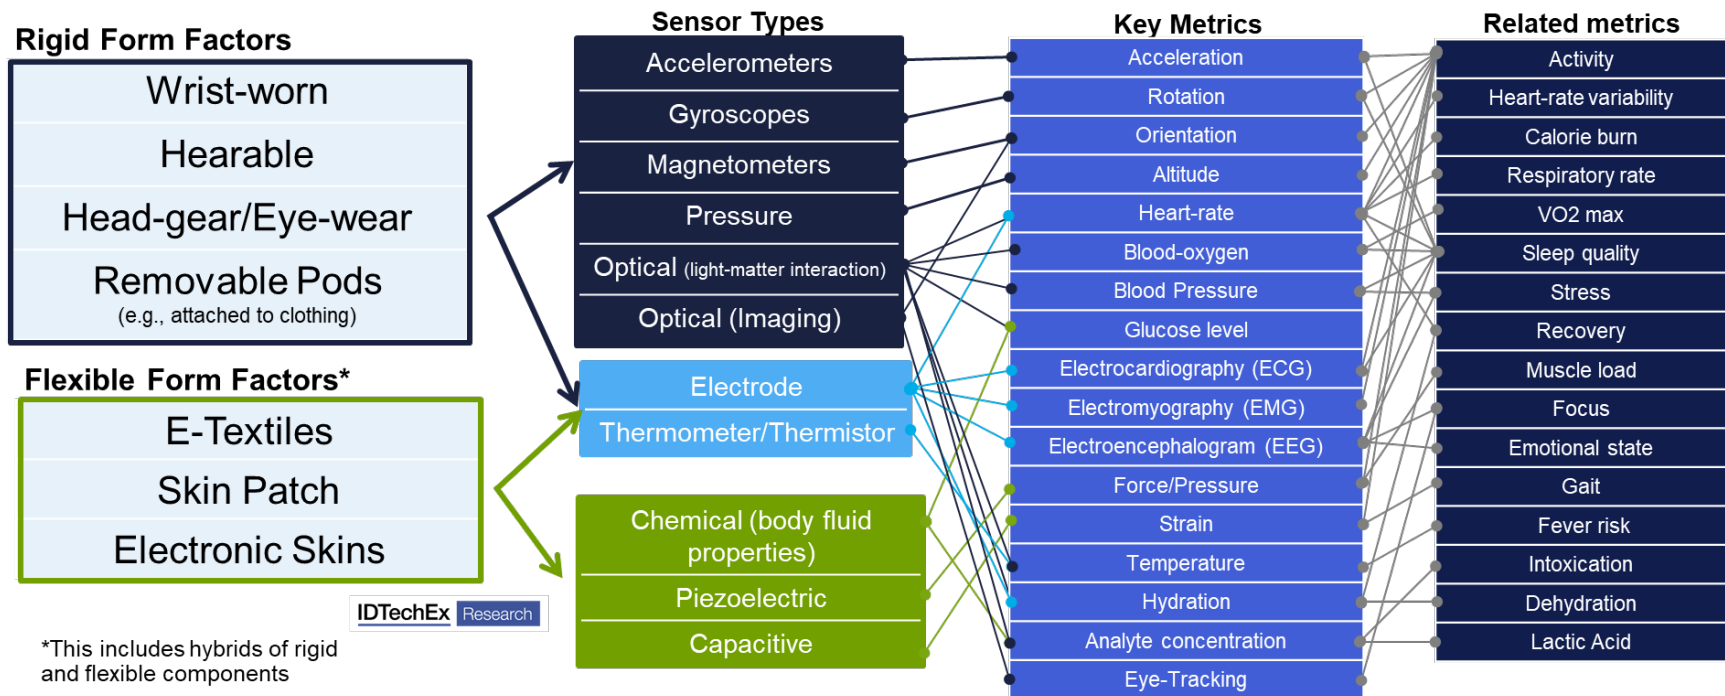 Rigid Form Factors
Wrist-worn
Hearable
Head-gear/Eye-wear
Removable Pods
(e.g., attached to clothing)
Flexible Form Factors*
E-Textiles
Skin Patch
Electronic Skins
IDTechEx Research
*This includes hybrids of rigid
and flexible components
Sensor Types
Accelerometers
Gyroscopes
Magnetometers
Pressure
Optical (light-matter interaction)
Optical (Imaging)
Electrode
Thermometer/Thermistor
Chemical (body fluid
properties)
Piezoelectric
Capacitive
Key Metrics
Acceleration
Rotation
Orientation
Altitude
Heart-rate
Blood-oxygen
Blood Pressure
Glucose level
Electrocardiography (ECG)
Electromyography (EMG)
Electroencephalogram (EEG)
Force/Pressure
Strain
Temperature
Hydration
Analyte concentration
Eye-Tracking
Related metrics
Activity
Heart-rate variability
Calorie burn
Respiratory rate
VO2 max
Sleep quality
Stress
Recovery
Muscle load
Focus
Emotional state
Gait
Fever risk
Intoxication
Dehydration
Lactic Acid